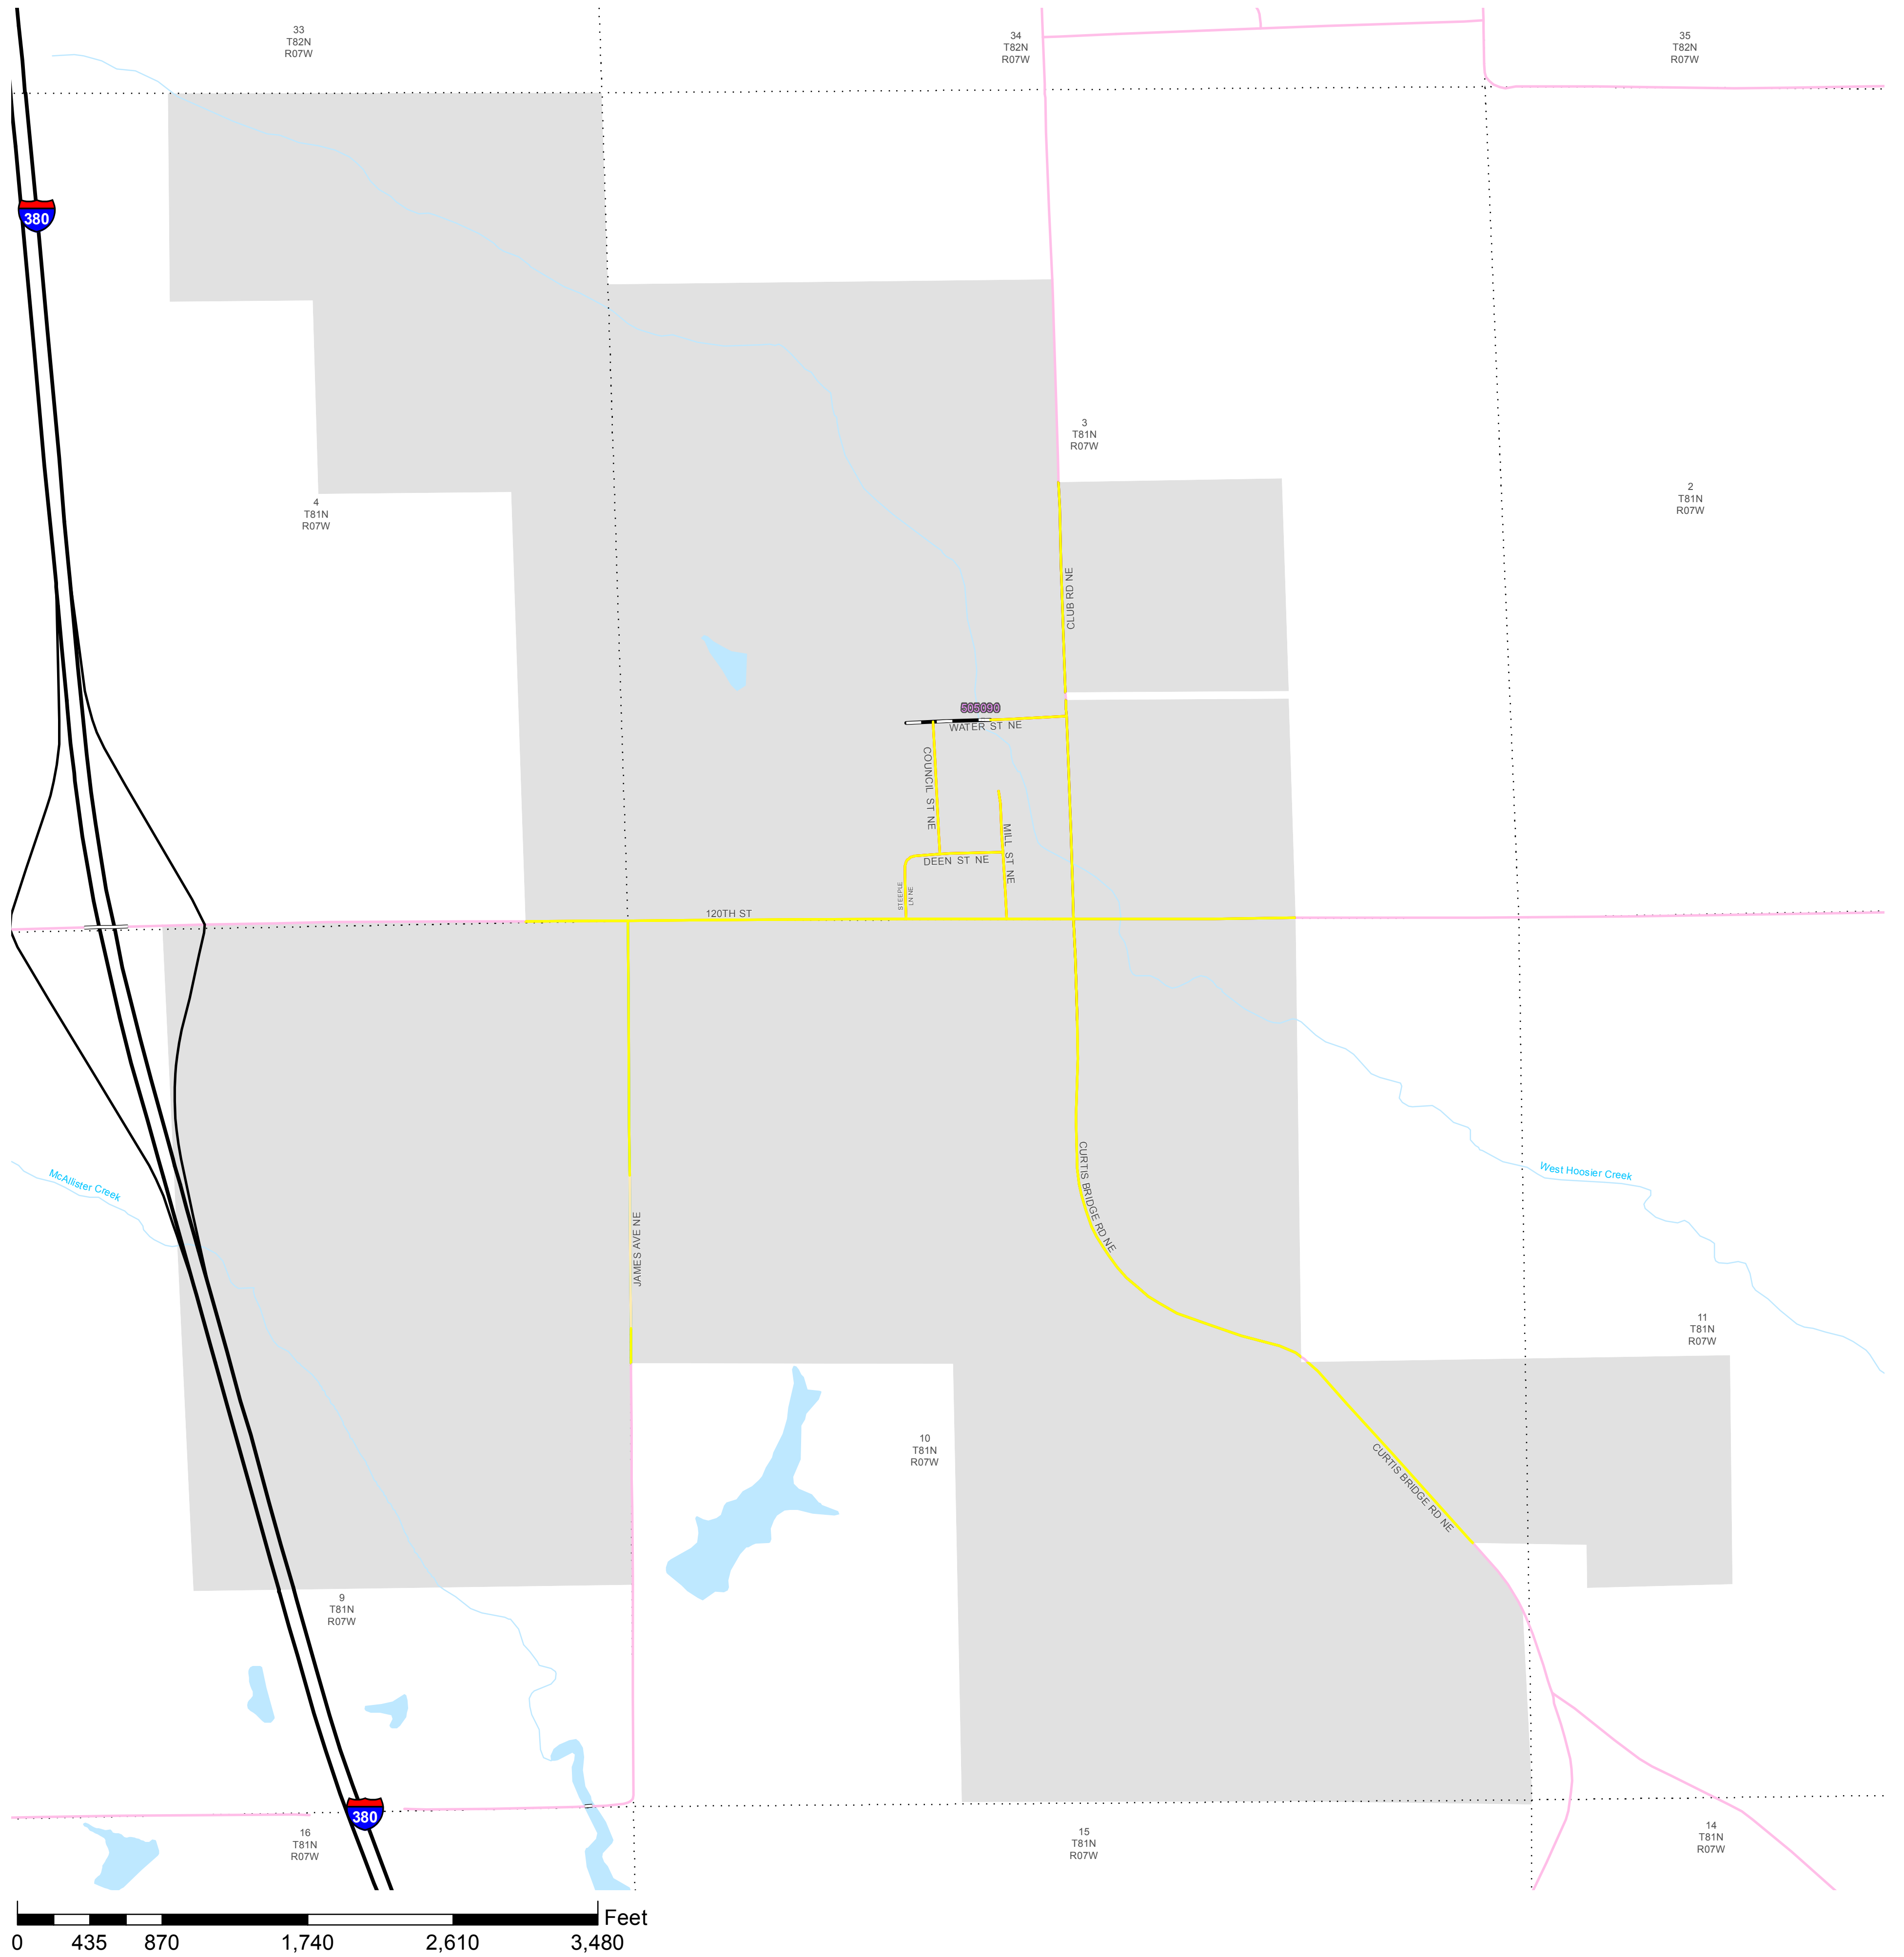 33
T82N
R07W
34
T82N
R07W
35
T82N
R07W
380
3
T81N
R07W
4
T81N
R07W
2
T81N
R07W
CLUB RD NE
505090
WATER ST NE
COUNCIL ST NE
MILL ST NE
DEEN ST NE
STEEPLE
LN NE
120TH ST
McAllister Creek
West Hoosier Creek
CURTIS BRIDGE RD NE
JAMES AVE NE
11
T81N
R07W
10
T81N
R07W
CURTIS BRIDGE RD NE
9
T81N
R07W
380
16
T81N
R07W
15
T81N
R07W
14
T81N
R07W
Feet
0 435 870 1,740 2,610 3,480